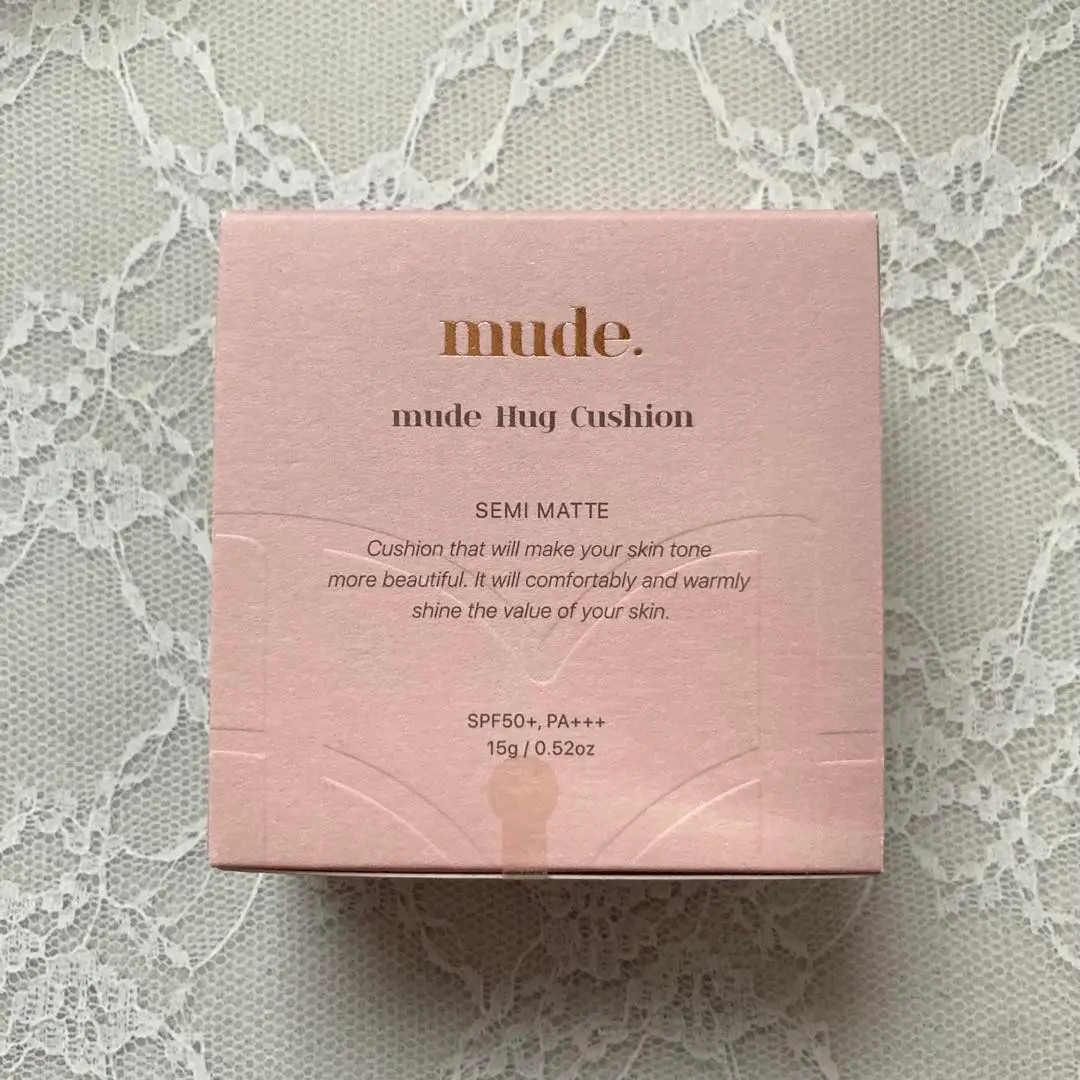 mude.
mude Hug Cushion
SEMI MATTE
Cushion that will make your skin tone
more beautiful. It will comfortably and warmly
shine the value of your skin.
SPF50+, PA+++
15g / 0.52oz